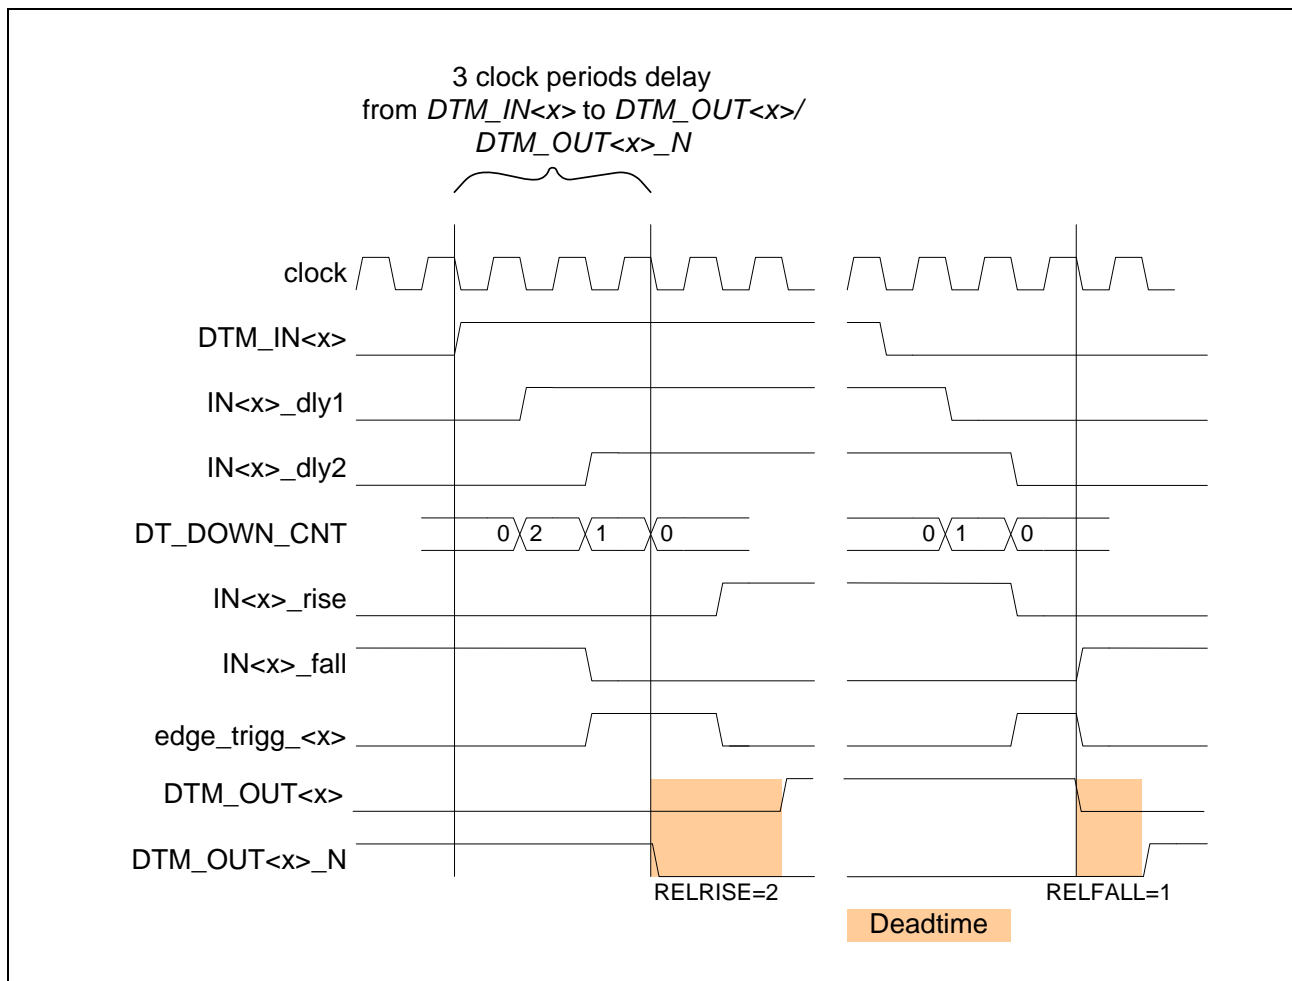 3 clock periods delay
from DTM_IN<x> to DTM_OUT<x>/
DTM_OUT<x>_N
clock
DTM_IN<x>
IN<x>_dly1
IN<x>_dly2
DT_DOWN_CNT 0 2 1 0 0 1 0
IN<x>_rise
IN<x>_fall
edge_trigg_<x>
DTM_OUT<x>
DTM_OUT<x>_N
RELRISE=2 RELFALL=1
Deadtime